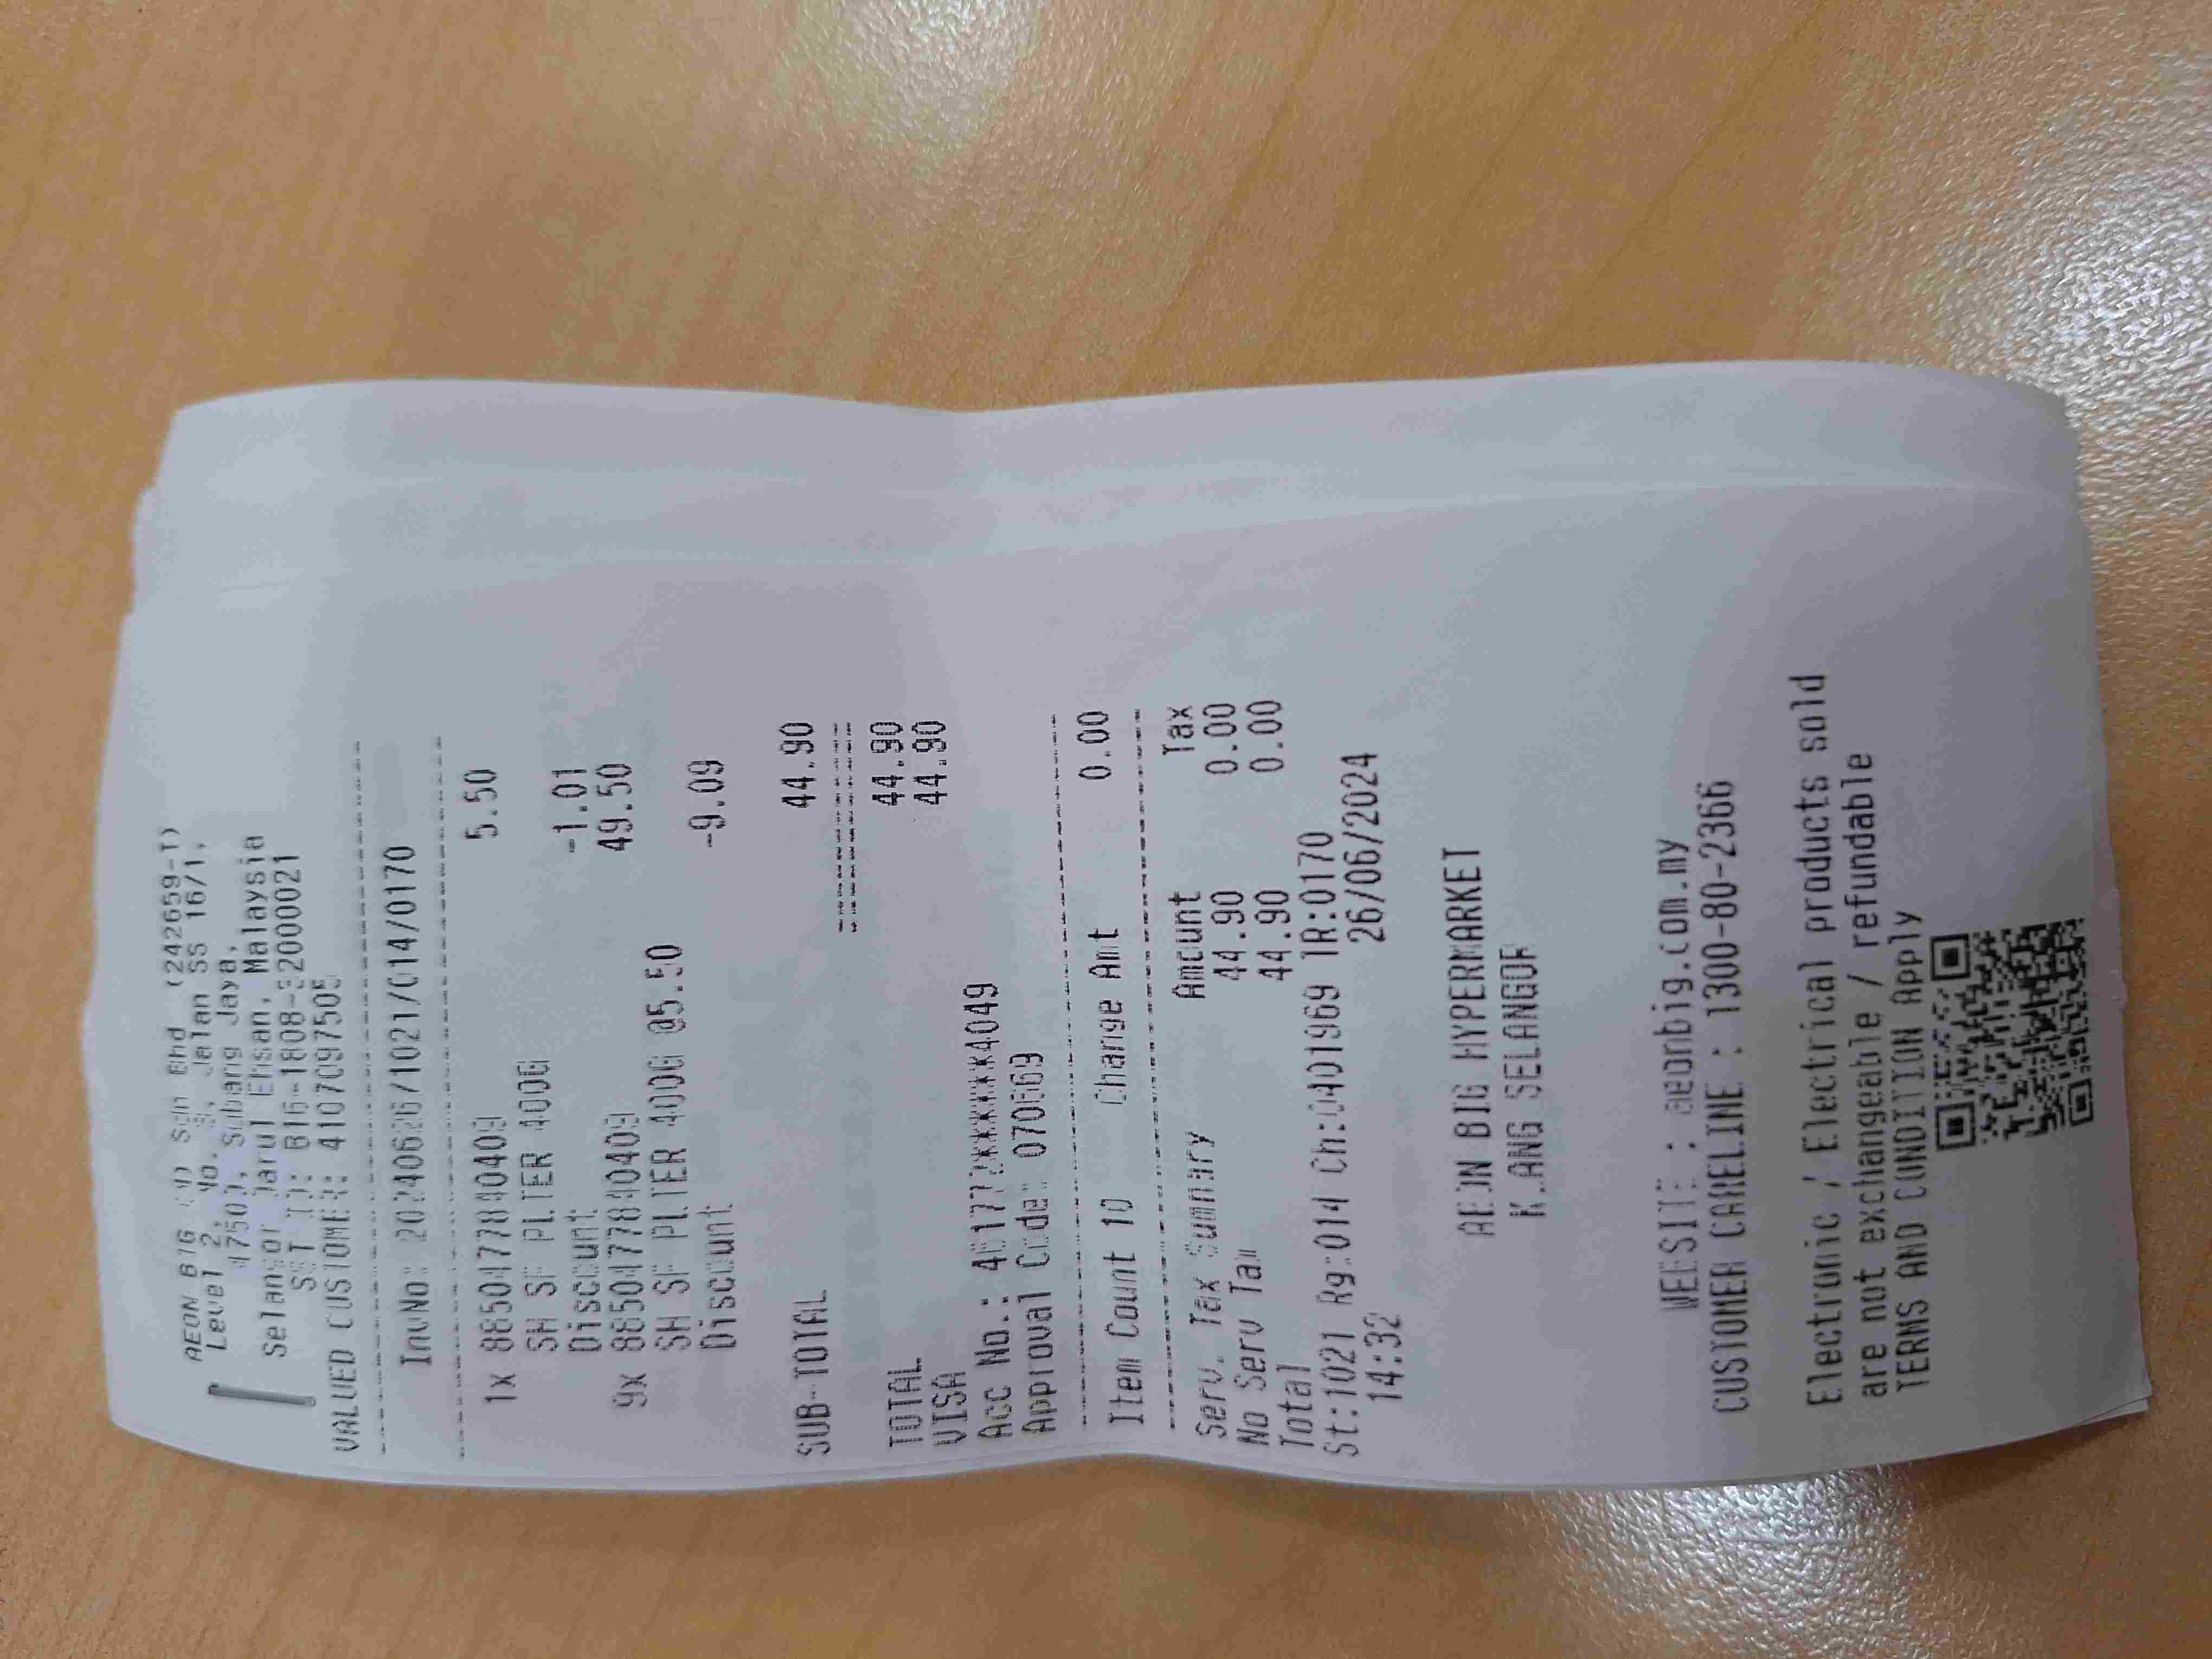 AEON BIG (M) Sdn Bhd (242659-T)
Level 2, No. 3, Jalan SS 16/1,
47500, Subang Jaya,
Selangor Darul Ehsan, Malaysia
SST ID: B16-1808-32000021
VALUED CUSTOMER: 4107097505
InvNo: 20240626/1021/014/0170
1x 8850477840409 5.50
SH SF PLTER 400G
Discount -1.01
9x 8850477840409 49.50
SH SF PLTER 400G @5.50
Discount -9.09
SUB-TOTAL 44.90
TOTAL 44.90
VISA 44.90
Acc No.: 461772******4049
Approval Code: 070669
Item Count 10 Change Amt 0.00
Serv. Tax Summary Amount Tax
No Serv Tax 44.90 0.00
Total 44.90 0.00
St:1021 Rg:014 Ch:0401969 TR:0170
14:32 26/06/2024
AEON BIG HYPERMARKET
KLANG SELANGOR
WEBSITE : aeonbig.com.my
CUSTOMER CARELINE : 1300-80-2366
Electronic / Electrical products sold
are not exchangeable / refundable
TERMS AND CONDITION Apply